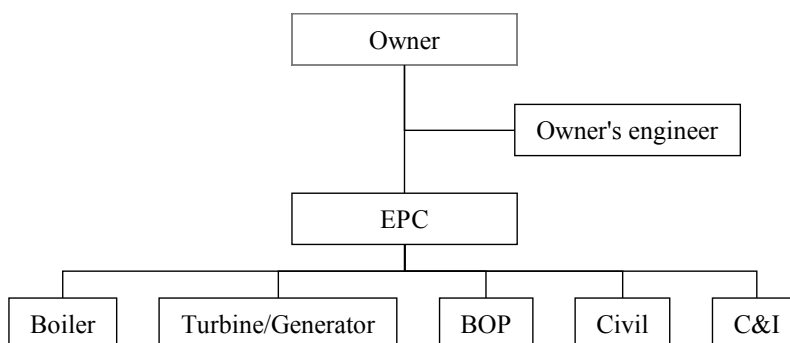 Owner
Owner's engineer
EPC
Boiler
Turbine/Generator
BOP
Civil
C&I